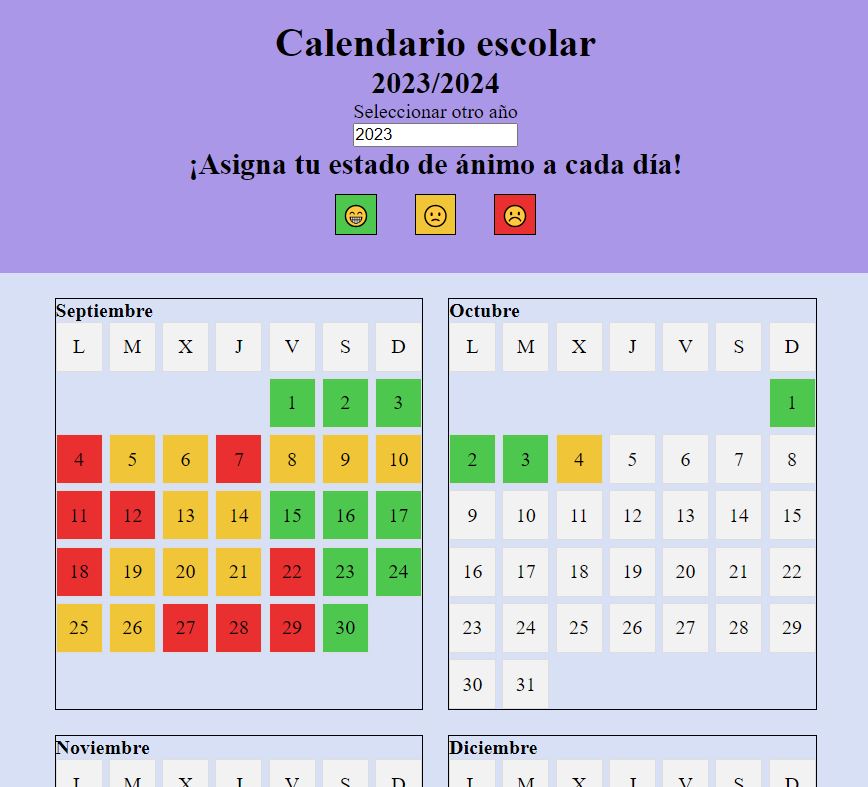 Calendario escolar
2023/2024
Seleccionar otro año
2023
¡Asigna tu estado de ánimo a cada día!
Septiembre
L M X J V S D
1 2 3
4 5 6 7 8 9 10
11 12 13 14 15 16 17
18 19 20 21 22 23 24
25 26 27 28 29 30
Octubre
L M X J V S D
1
2 3 4 5 6 7 8
9 10 11 12 13 14 15
16 17 18 19 20 21 22
23 24 25 26 27 28 29
30 31
Noviembre
L M X J V S D
Diciembre
L M X J V S D